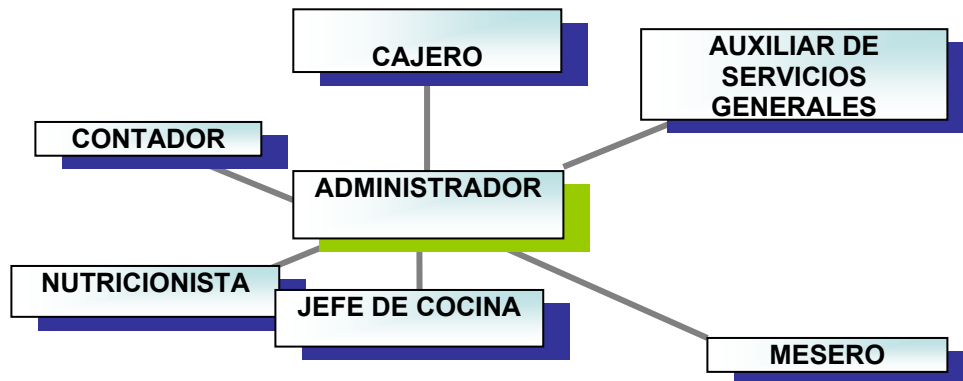 CAJERO
AUXILIAR DE
SERVICIOS
GENERALES
CONTADOR
ADMINISTRADOR
NUTRICIONISTA
JEFE DE COCINA
MESERO